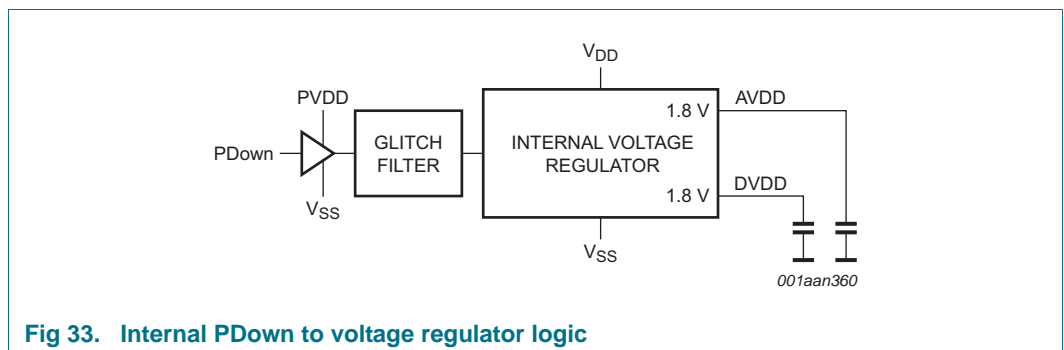 VDD
PVDD
1.8 V
AVDD
PDown
GLITCH
FILTER
INTERNAL VOLTAGE
REGULATOR
DVDD
1.8 V
VSS
VSS
001aan360
Fig 33. Internal PDown to voltage regulator logic